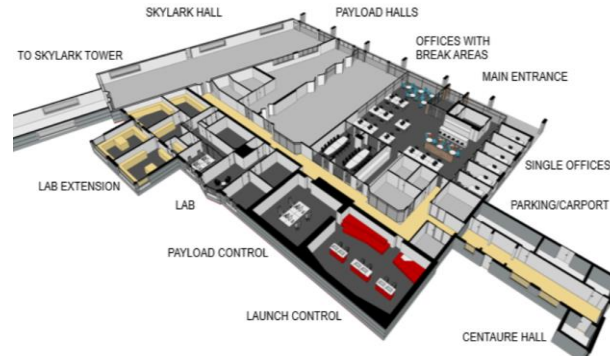 SKYLARK HALL
PAYLOAD HALLS
OFFICES WITH
BREAK AREAS
TO SKYLARK TOWER
MAIN ENTRANCE
SINGLE OFFICES
LAB EXTENSION
LAB
PARKING/CARPORT
PAYLOAD CONTROL
LAUNCH CONTROL
CENTAURE HALL